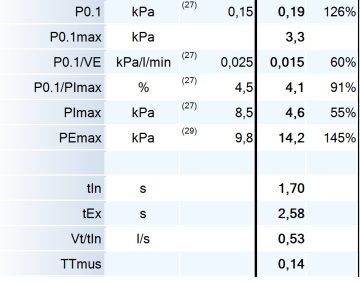 P0.1 kPa (27) 0,15 0,19 126%
P0.1max kPa 3,3
P0.1/VE kPa/l/min (27) 0,025 0,015 60%
P0.1/PImax % (27) 4,5 4,1 91%
PImax kPa (27) 8,5 4,6 55%
PEmax kPa (29) 9,8 14,2 145%
tIn s 1,70
tEx s 2,58
Vt/tIn l/s 0,53
TTmus 0,14